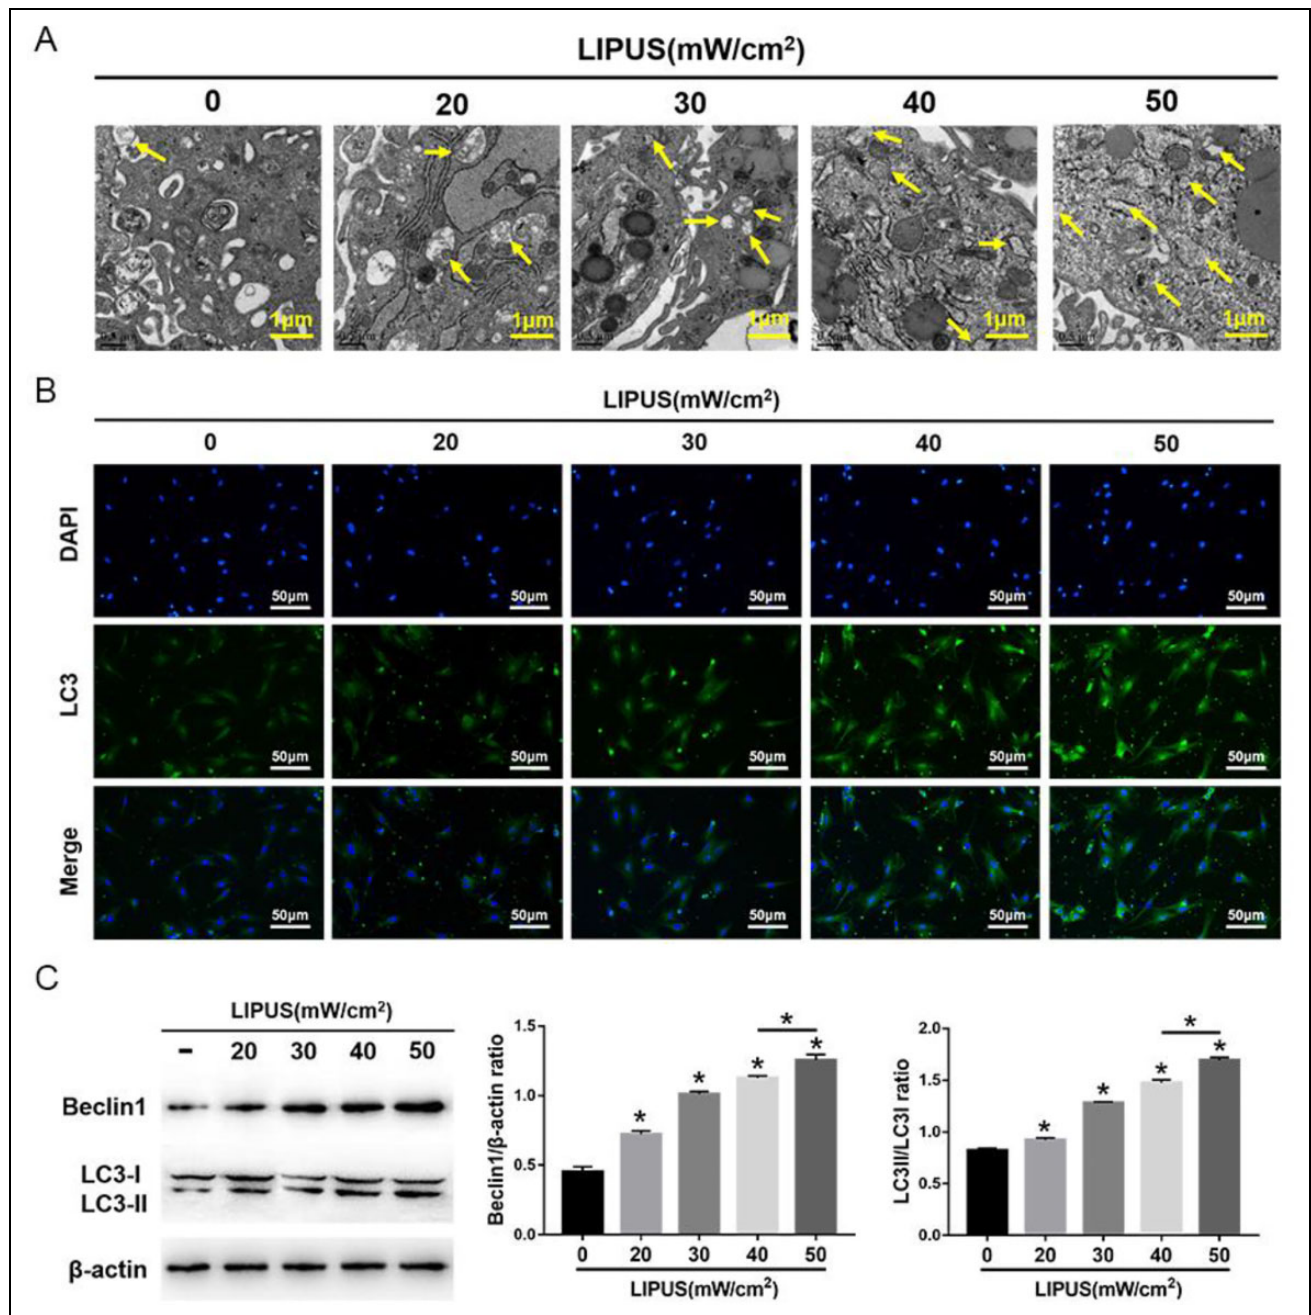 A
LIPUS(mW/cm²)
0 20 30 40 50
1μm 1μm 1μm 1μm 1μm
B
LIPUS(mW/cm²)
0 20 30 40 50
DAPI
50μm 50μm 50μm 50μm 50μm
LC3
50μm 50μm 50μm 50μm 50μm
Merge
50μm 50μm 50μm 50μm 50μm
C
LIPUS(mW/cm²)
– 20 30 40 50
Beclin1
LC3-I
LC3-II
β-actin
Beclin1/β-actin ratio
1.5
1.0
0.5
0.0
* * * * *
0 20 30 40 50
LIPUS(mW/cm²)
LC3II/LC3I ratio
2.0
1.5
1.0
0.5
0.0
* * * * *
0 20 30 40 50
LIPUS(mW/cm²)